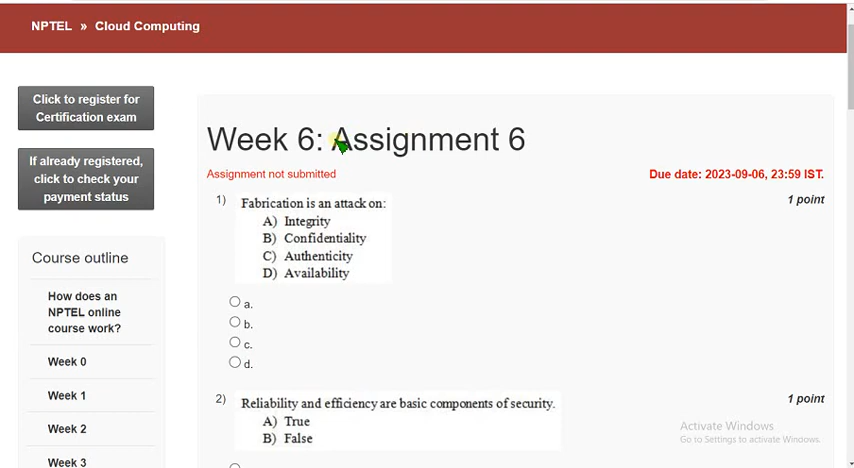 NPTEL » Cloud Computing
Click to register for
Certification exam
If already registered,
click to check your
payment status
Course outline
How does an
NPTEL online
course work?
Week 0
Week 1
Week 2
Week 3
Week 6: Assignment 6
Assignment not submitted
Due date: 2023-09-06, 23:59 IST.
1) Fabrication is an attack on: 1 point
A) Integrity
B) Confidentiality
C) Authenticity
D) Availability
a.
b.
c.
d.
2) Reliability and efficiency are basic components of security. 1 point
A) True
B) False
Activate Windows
Go to Settings to activate Windows.